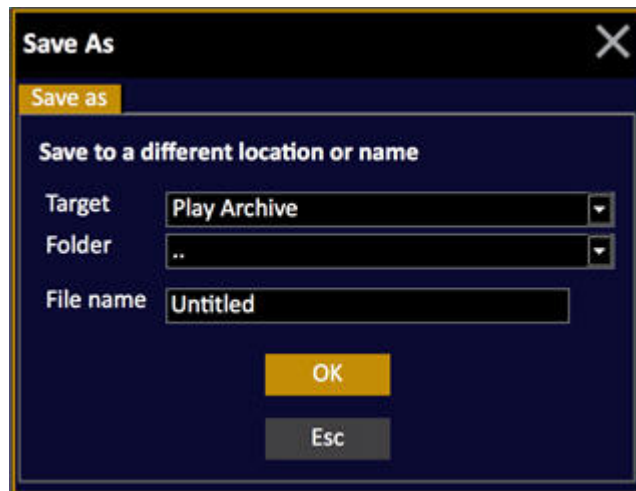 Save As
Save as
Save to a different location or name
Target Play Archive
Folder ..
File name Untitled
OK
Esc